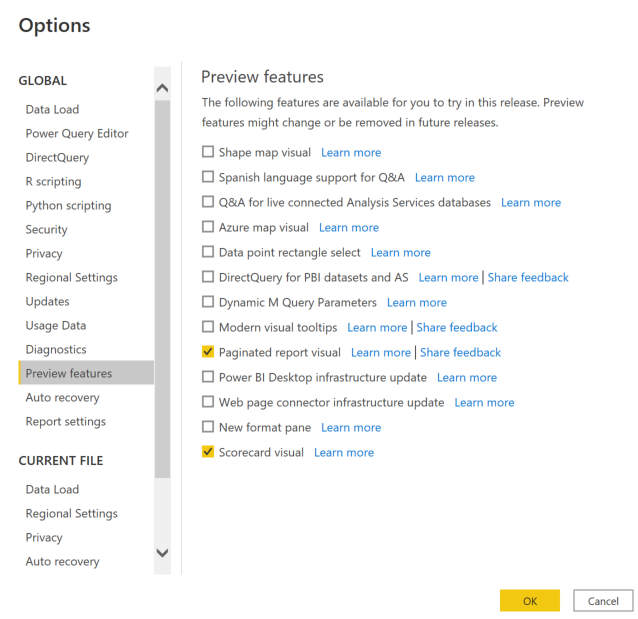 Options
GLOBAL
Data Load
Power Query Editor
DirectQuery
R scripting
Python scripting
Security
Privacy
Regional Settings
Updates
Usage Data
Diagnostics
Preview features
Auto recovery
Report settings
CURRENT FILE
Data Load
Regional Settings
Privacy
Auto recovery
Preview features
The following features are available for you to try in this release. Preview
features might change or be removed in future releases.
Shape map visual Learn more
Spanish language support for Q&A Learn more
Q&A for live connected Analysis Services databases Learn more
Azure map visual Learn more
Data point rectangle select Learn more
DirectQuery for PBI datasets and AS Learn more | Share feedback
Dynamic M Query Parameters Learn more
Modern visual tooltips Learn more | Share feedback
Paginated report visual Learn more | Share feedback
Power BI Desktop infrastructure update Learn more
Web page connector infrastructure update Learn more
New format pane Learn more
Scorecard visual Learn more
OK
Cancel